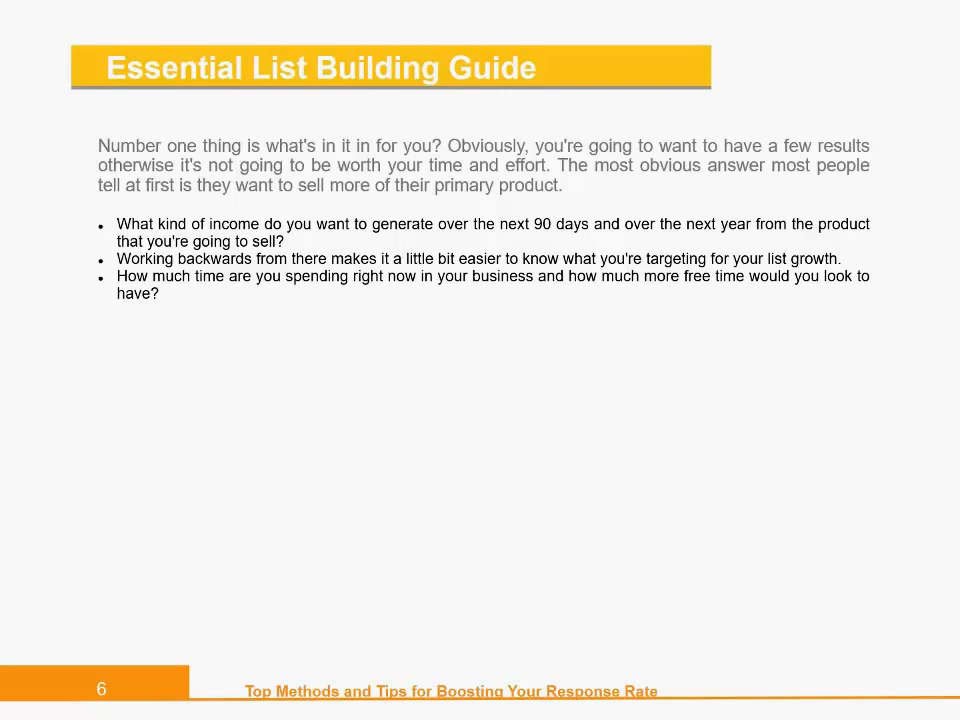 Essential List Building Guide
Number one thing is what's in it in for you? Obviously, you're going to want to have a few results
otherwise it's not going to be worth your time and effort. The most obvious answer most people
tell at first is they want to sell more of their primary product.
• What kind of income do you want to generate over the next 90 days and over the next year from the product
that you're going to sell?
• Working backwards from there makes it a little bit easier to know what you're targeting for your list growth.
• How much time are you spending right now in your business and how much more free time would you look to
have?
6
Top Methods and Tips for Boosting Your Response Rate